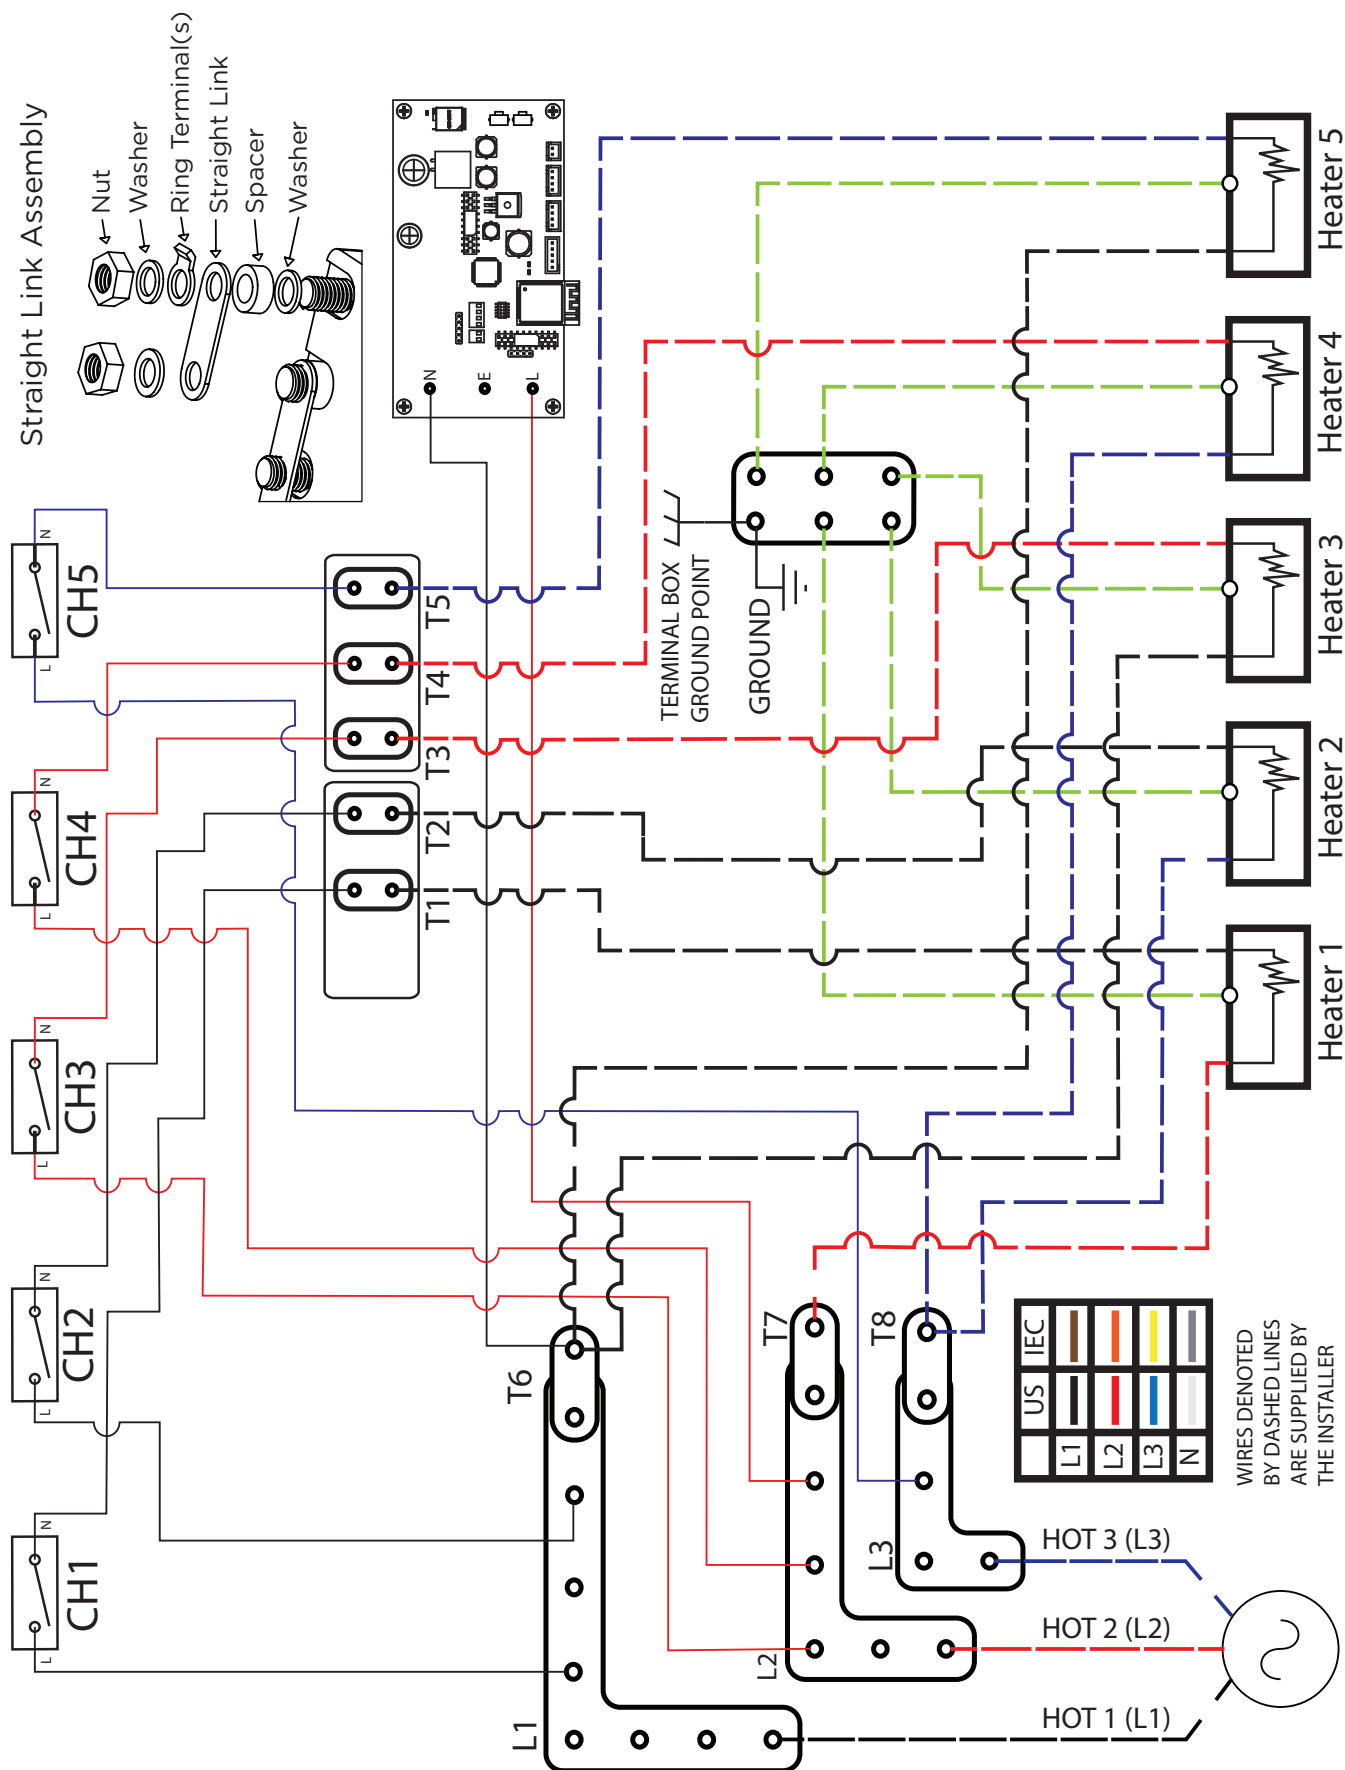 Straight Link Assembly
Nut
Washer
Ring Terminal(s)
Straight Link
Spacer
Washer
L
N
CH1
L
N
CH2
L
N
CH3
L
N
CH4
L
N
CH5
T1
T2
T3
T4
T5
N
E
L
TERMINAL BOX
GROUND POINT
GROUND
L1
T6
L2
T7
L3
T8
HOT 1 (L1)
HOT 2 (L2)
HOT 3 (L3)
US IEC
L1
L2
L3
N
WIRES DENOTED
BY DASHED LINES
ARE SUPPLIED BY
THE INSTALLER
Heater 1
Heater 2
Heater 3
Heater 4
Heater 5